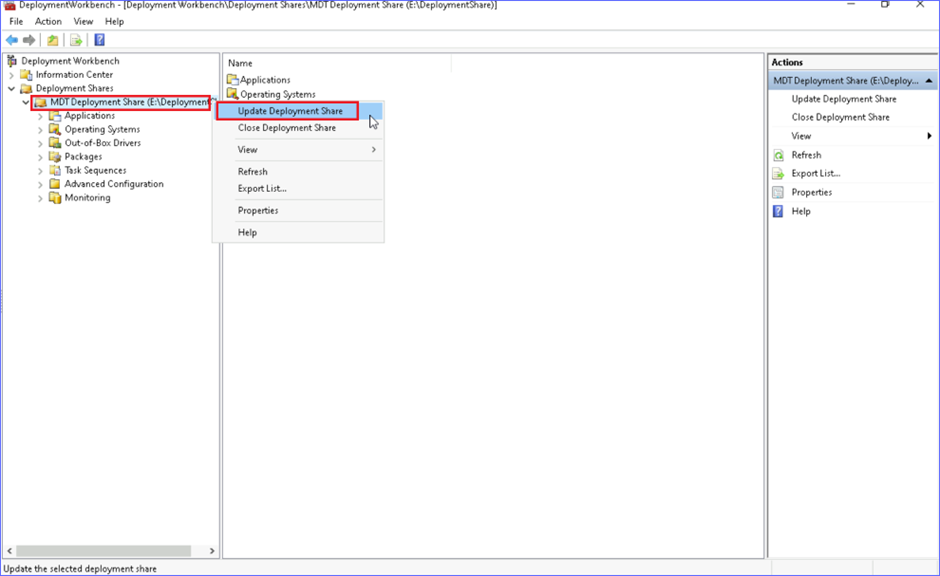 DeploymentWorkbench - [Deployment Workbench\Deployment Shares\MDT Deployment Share (E:\DeploymentShare)]
File Action View Help
Deployment Workbench
Information Center
Deployment Shares
MDT Deployment Share (E:\Deployment
Applications
Operating Systems
Out-of-Box Drivers
Packages
Task Sequences
Advanced Configuration
Monitoring
Name
Applications
Operating Systems
Update Deployment Share
Close Deployment Share
View
Refresh
Export List...
Properties
Help
Actions
MDT Deployment Share (E:\Deploy...
Update Deployment Share
Close Deployment Share
View
Refresh
Export List...
Properties
Help
Update the selected deployment share